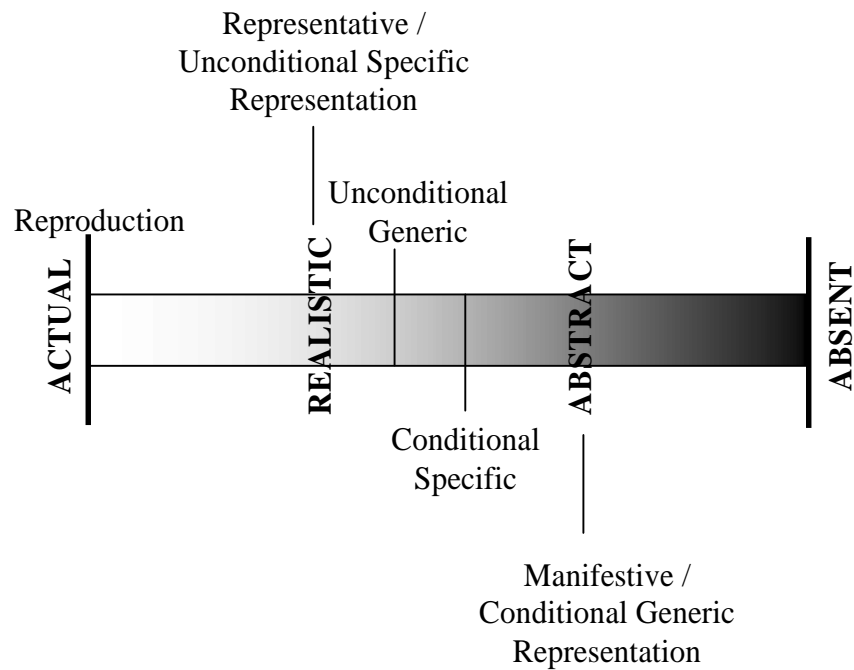 Representative /
Unconditional Specific
Representation
Unconditional
Generic
Reproduction
ACTUAL
REALISTIC
ABSTRACT
ABSENT
Conditional
Specific
Manifestive /
Conditional Generic
Representation